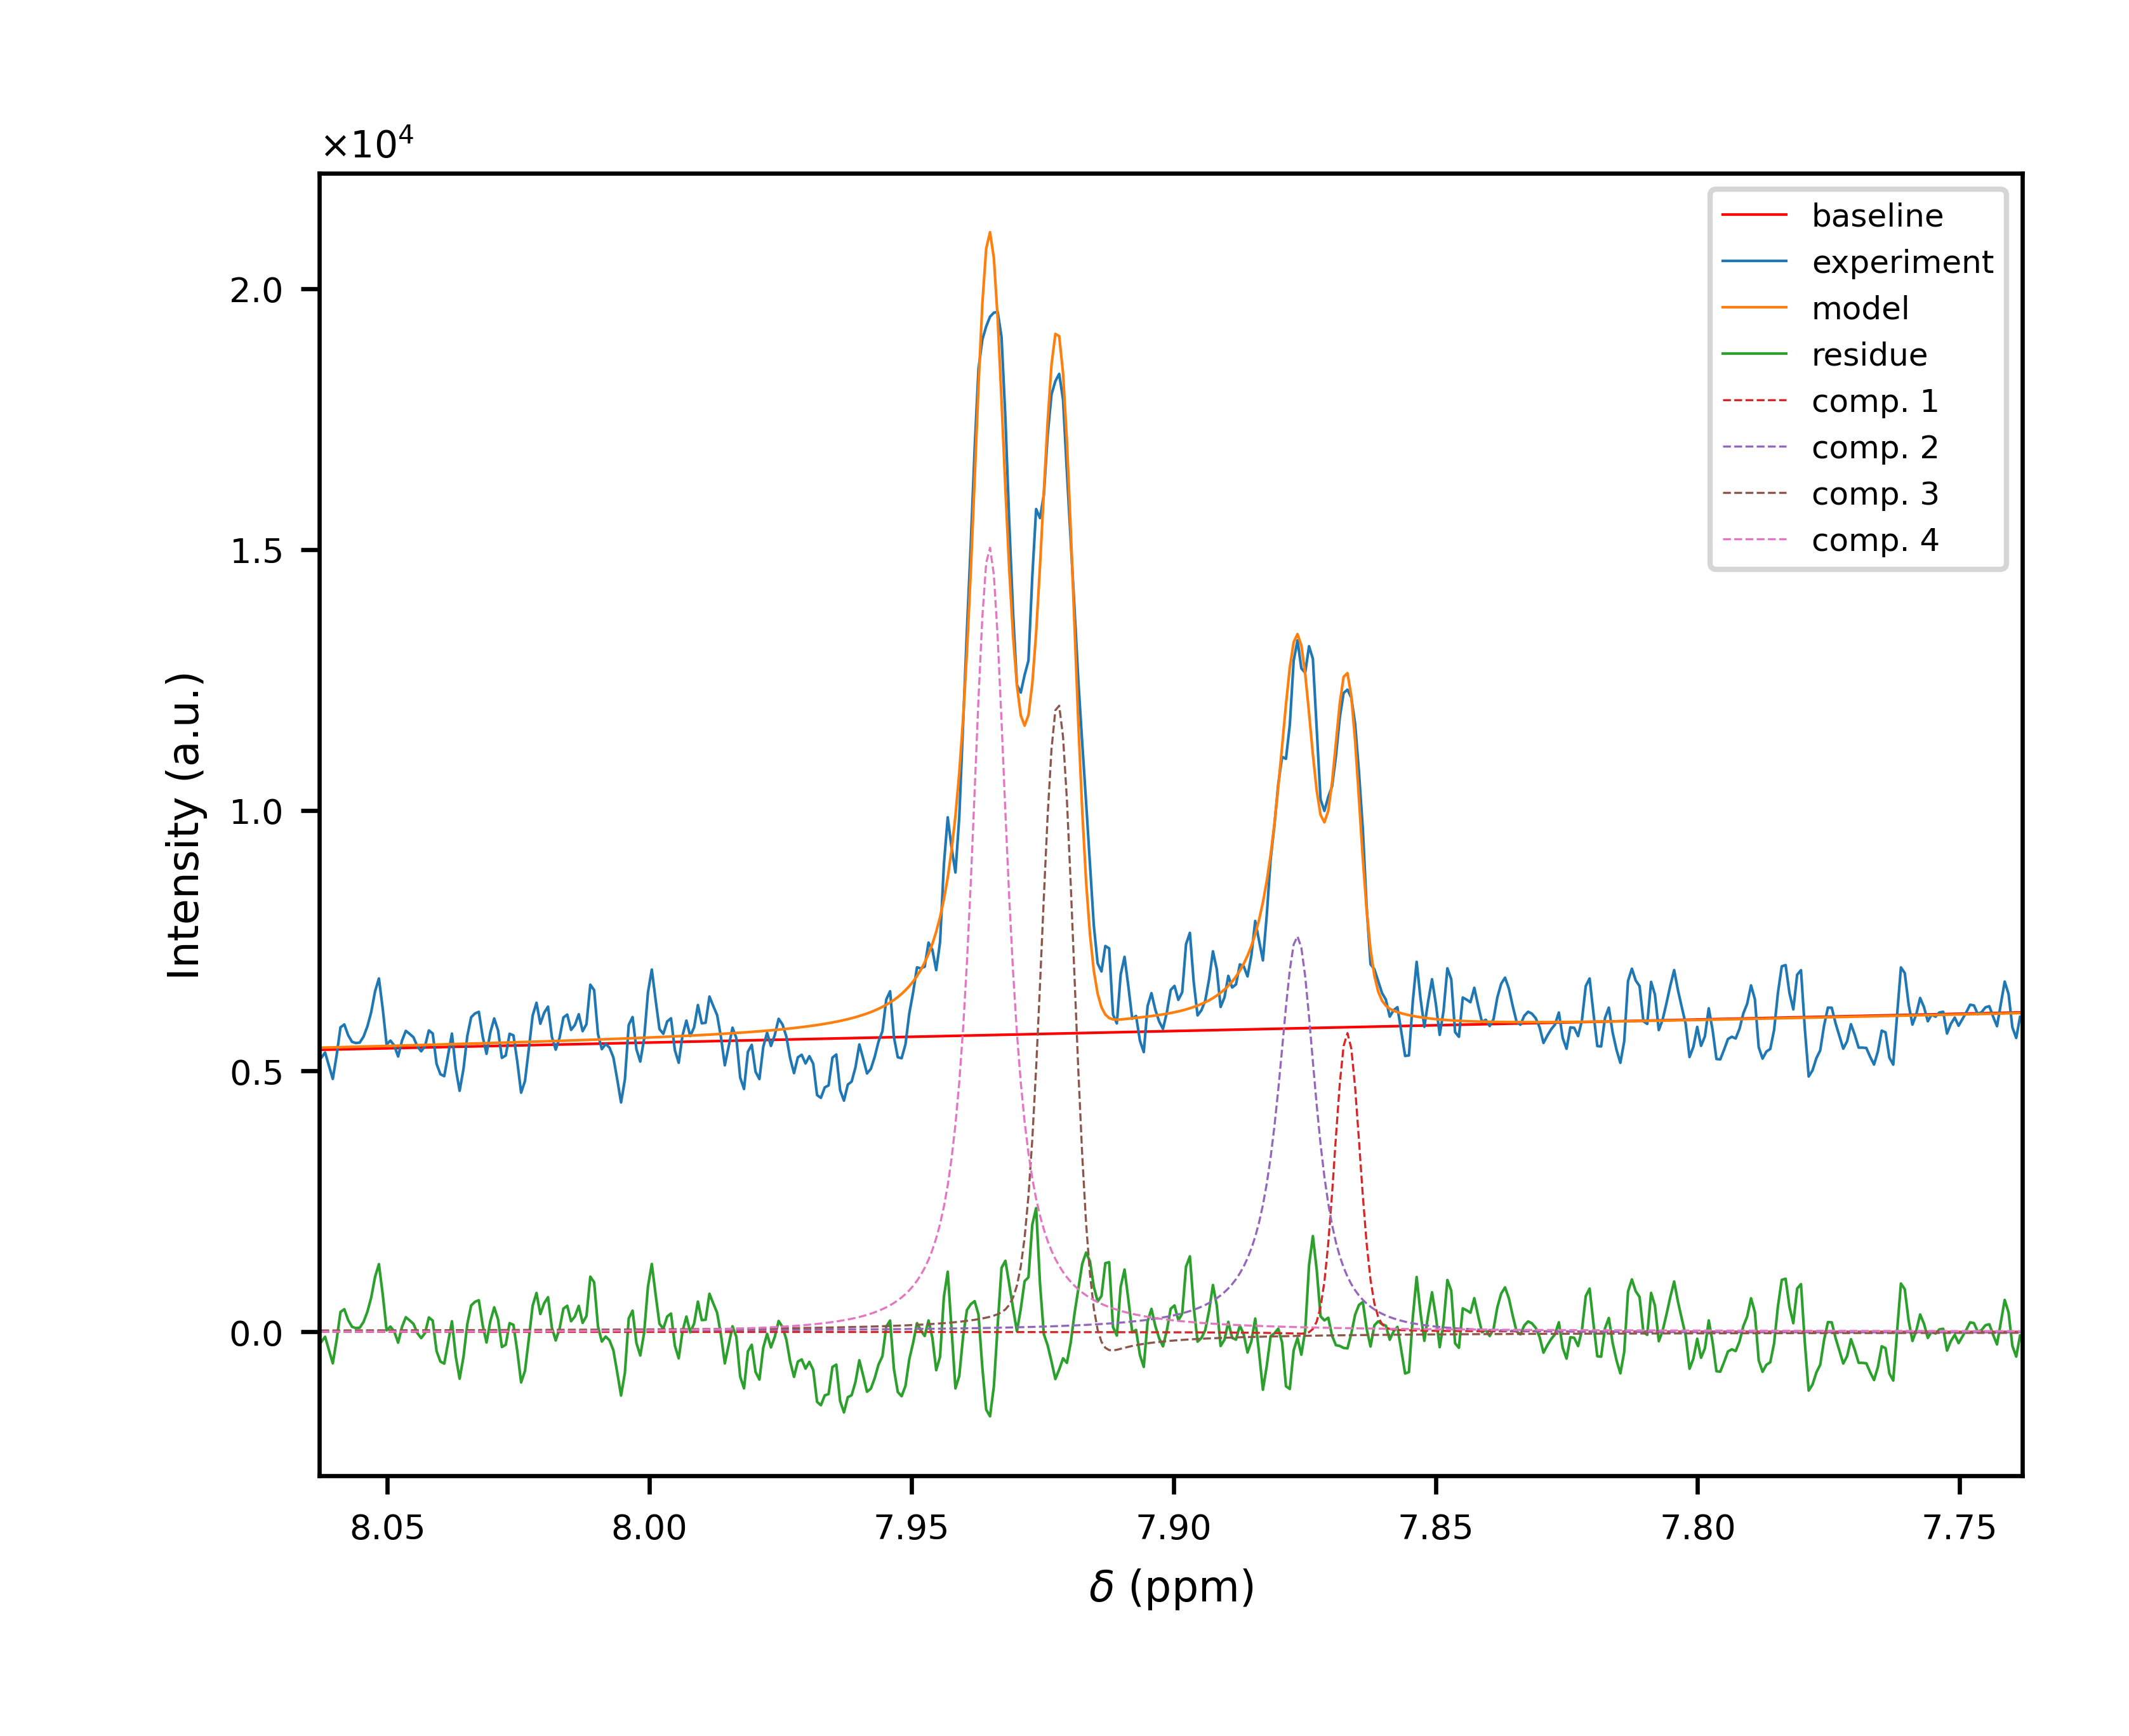 ×10⁴
baseline
experiment
model
residue
comp. 1
comp. 2
comp. 3
comp. 4
2.0
1.5
1.0
0.5
0.0
Intensity (a.u.)
8.05 8.00 7.95 7.90 7.85 7.80 7.75
δ (ppm)